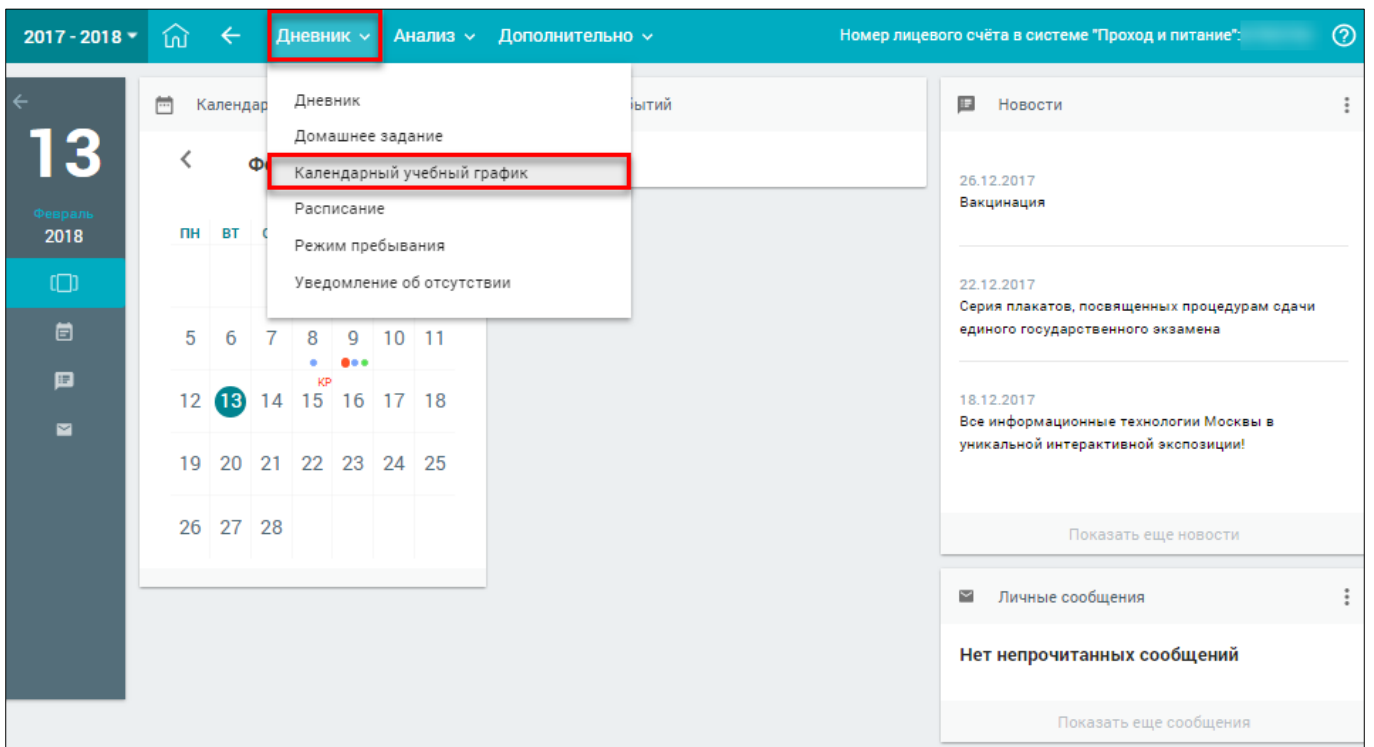 2017 - 2018 Дневник Анализ Дополнительно Номер лицевого счёта в системе "Проход и питание":
13
Февраль
2018
Календар
бытий
Дневник
Домашнее задание
Календарный учебный график
Расписание
Режим пребывания
Уведомление об отсутствии
ПН ВТ
5 6 7 8 9 10 11
КР
12 13 14 15 16 17 18
19 20 21 22 23 24 25
26 27 28
Новости
26.12.2017
Вакцинация
22.12.2017
Серия плакатов, посвященных процедурам сдачи
единого государственного экзамена
18.12.2017
Все информационные технологии Москвы в
уникальной интерактивной экспозиции!
Показать еще новости
Личные сообщения
Нет непрочитанных сообщений
Показать еще сообщения